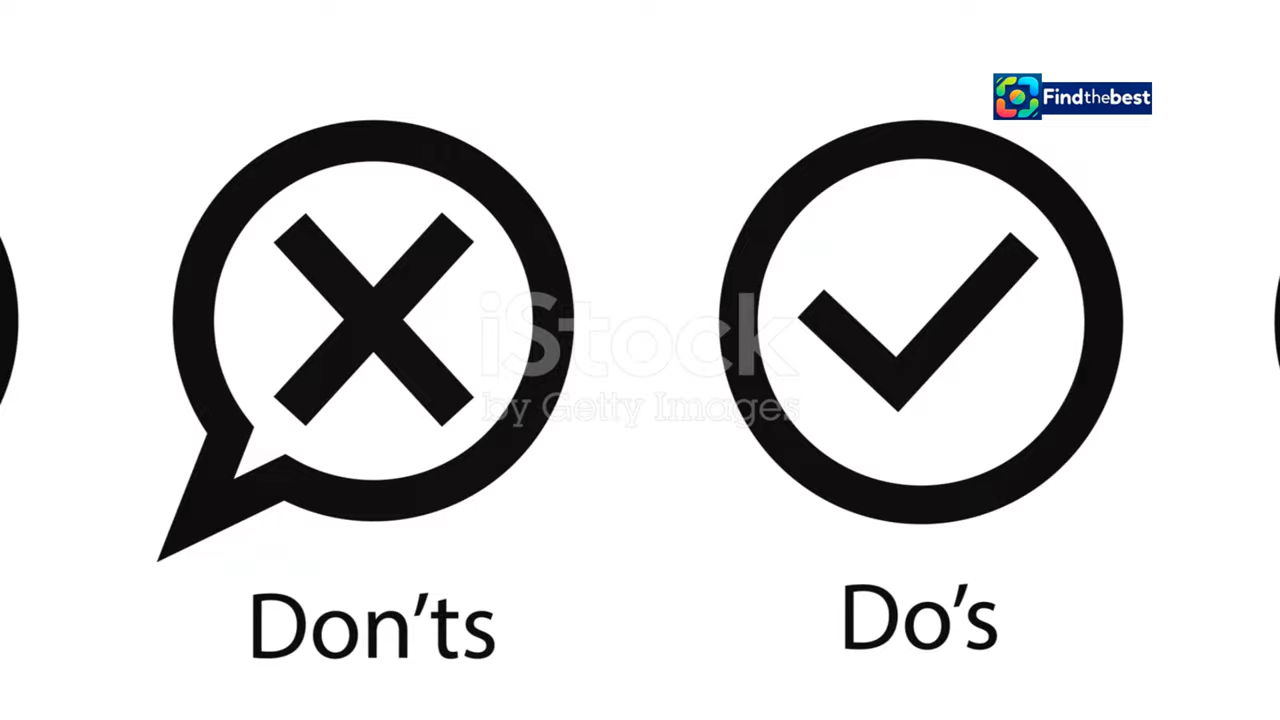 Findthebest
iStock
by Getty Images
Don’ts
Do’s